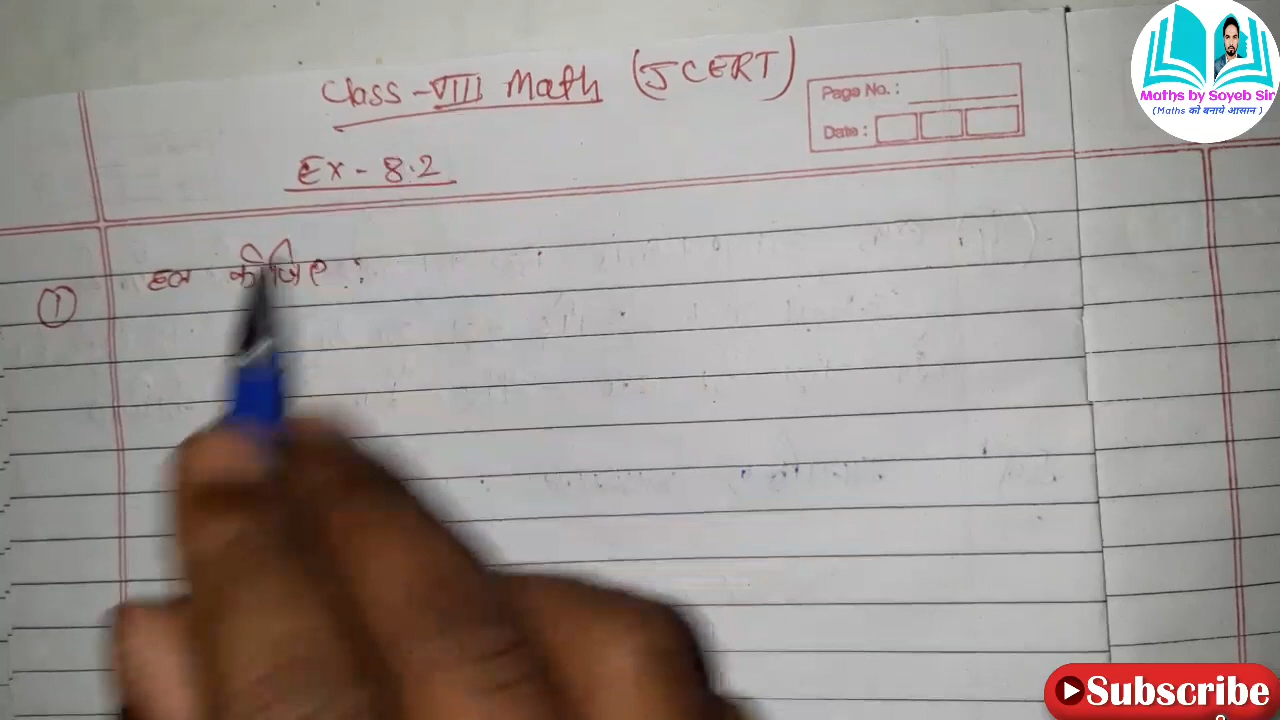 Class-VIII Math (JCERT)
Page No. :
Date :
Maths by Soyeb Sir
(Maths को बनाये आसान )
Ex - 8.2
① हल कीजिए :
Subscribe